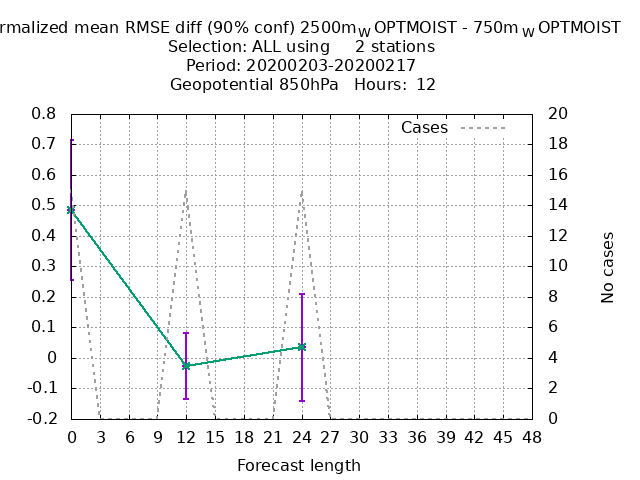 rmalized mean RMSE diff (90% conf) 2500m W OPTMOIST - 750m W OPTMOIST
Selection: ALL using 2 stations
Period: 20200203-20200217
Geopotential 850hPa Hours: 12
Cases
0.8
0.7
0.6
0.5
0.4
0.3
0.2
0.1
0
-0.1
-0.2
20
18
16
14
12
10
8
6
4
2
0
No cases
0 3 6 9 12 15 18 21 24 27 30 33 36 39 42 45 48
Forecast length